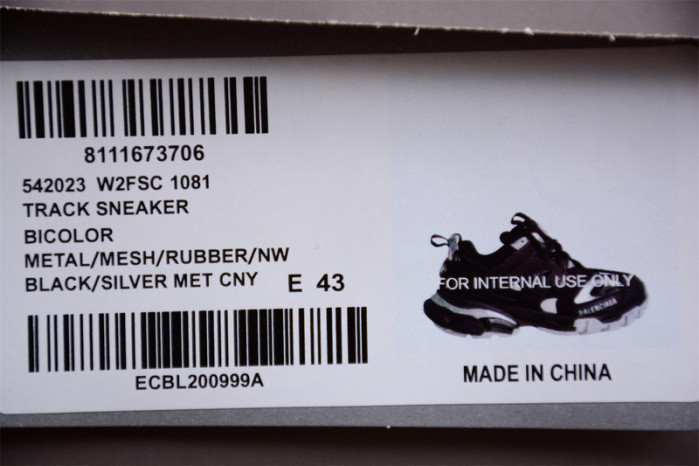 8111673706
542023 W2FSC 1081
TRACK SNEAKER
BICOLOR
METAL/MESH/RUBBER/NW
BLACK/SILVER MET CNY E 43
ECBL200999A
FOR INTERNAL USE ONLY
BALENCIAGA
MADE IN CHINA